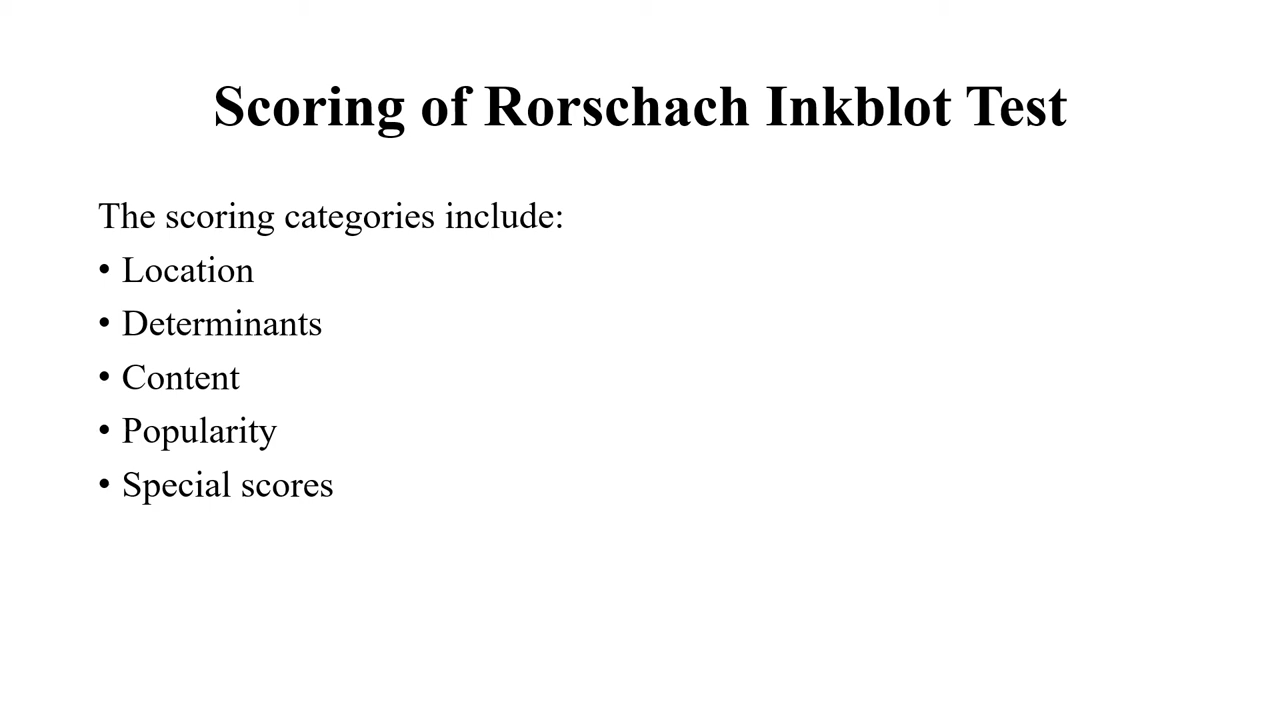 Scoring of Rorschach Inkblot Test
The scoring categories include:
• Location
• Determinants
• Content
• Popularity
• Special scores